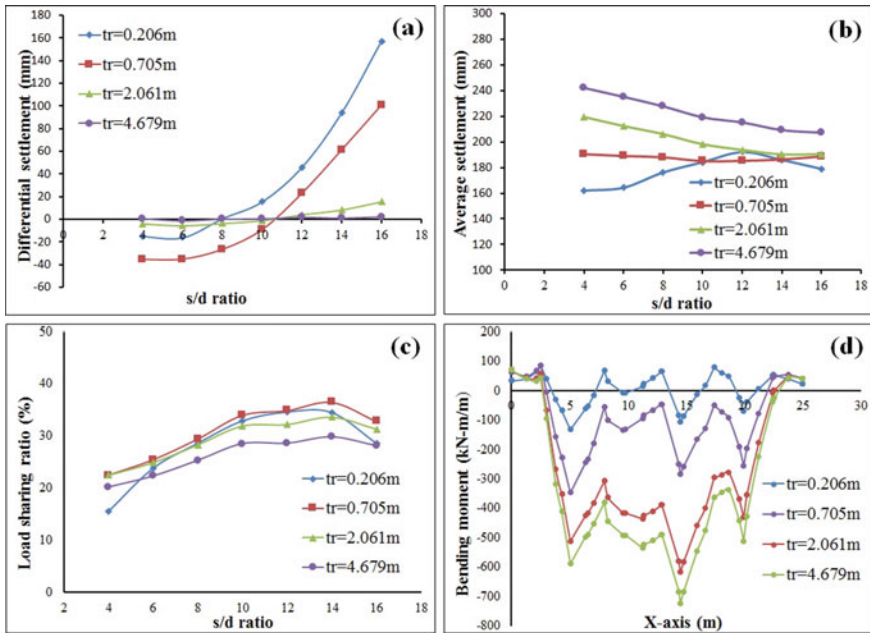 (a)
Differential settlement (mm)
180
160
140
120
100
80
60
40
20
0
-20
-40
-60
0 2 4 6 8 10 12 14 16 18
s/d ratio
tr=0.206m
tr=0.705m
tr=2.061m
tr=4.679m
(b)
Average settlement (mm)
300
280
260
240
220
200
180
160
140
120
100
0 2 4 6 8 10 12 14 16 18
s/d ratio
tr=0.206m
tr=0.705m
tr=2.061m
tr=4.679m
(c)
Load sharing ratio (%)
50
40
30
20
10
0
2 4 6 8 10 12 14 16 18
s/d ratio
tr=0.206m
tr=0.705m
tr=2.061m
tr=4.679m
(d)
Bending moment (kN-m/m)
200
100
0
-100
-200
-300
-400
-500
-600
-700
-800
0 5 10 15 20 25 30
X-axis (m)
tr=0.206m
tr=0.705m
tr=2.061m
tr=4.679m